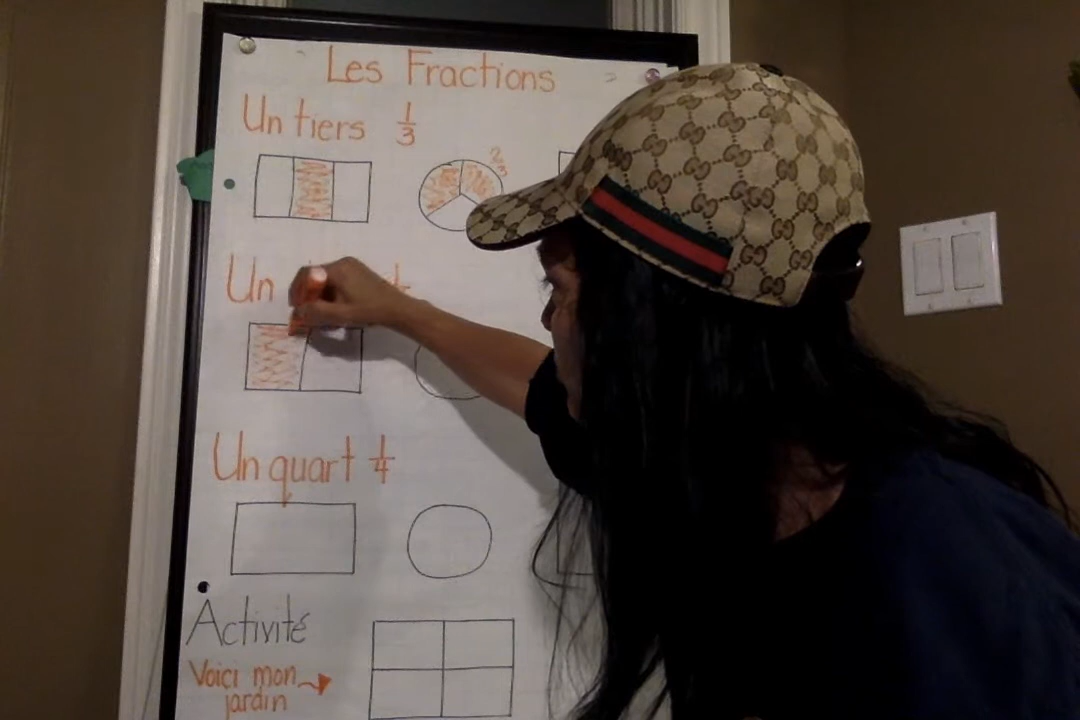 Les Fractions
Un tiers 1/3
2/3
Un
Un quart 1/4
Activité
Voici mon
jardin